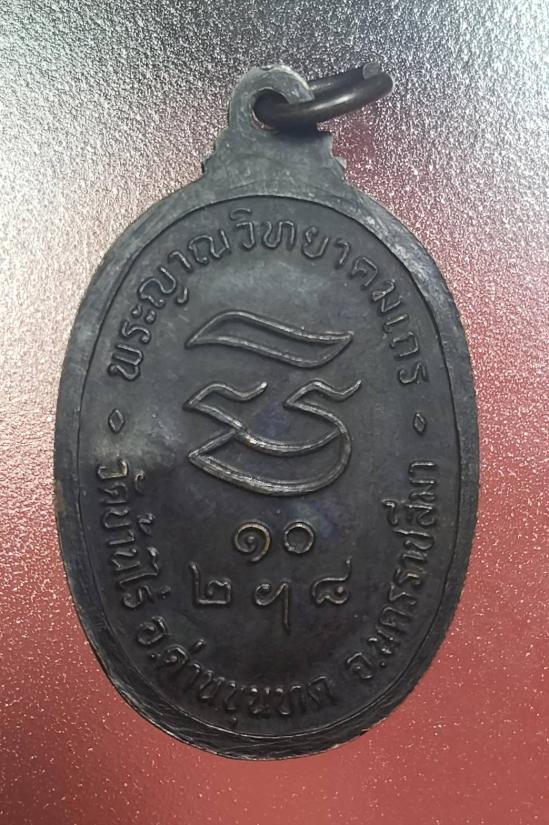 พระญาณวิทยาคมเถร
๑๐
๒ ฯ ๘
วัดบ้านไร่ อ.ด่านขุนทด จ.นครราชสีมา